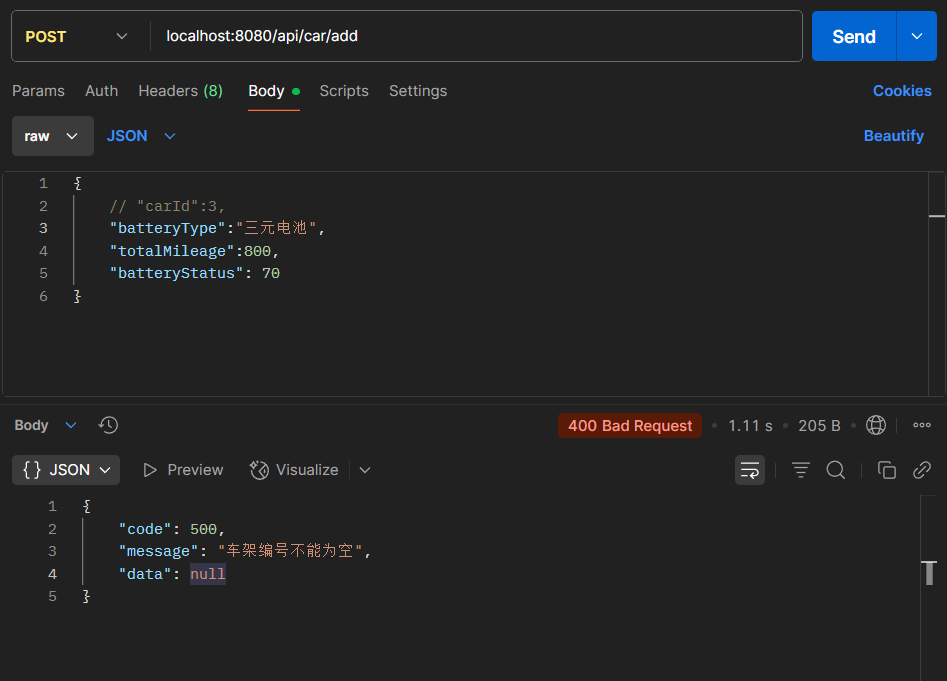 POST localhost:8080/api/car/add Send
Params Auth Headers (8) Body Scripts Settings Cookies
raw JSON Beautify
1 {
2 // "carId":3,
3 "batteryType":"三元电池",
4 "totalMileage":800,
5 "batteryStatus": 70
6 }
Body 400 Bad Request 1.11 s 205 B
{} JSON Preview Visualize
1 {
2 "code": 500,
3 "message": "车架编号不能为空",
4 "data": null
5 }